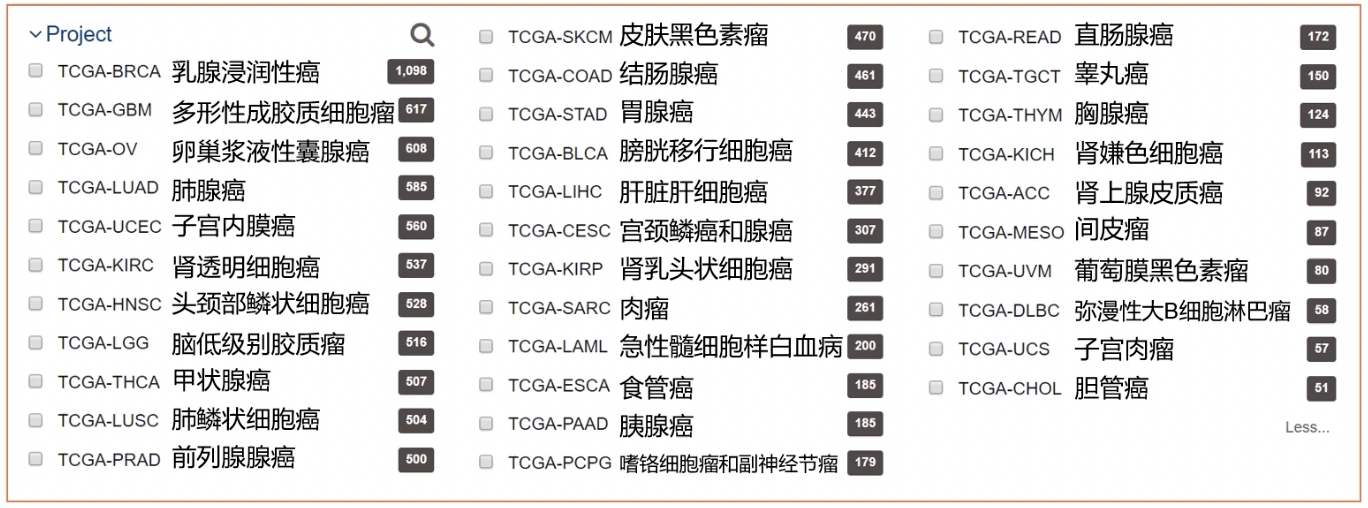 Project
TCGA-BRCA 乳腺浸润性癌 1,098
TCGA-GBM 多形性成胶质细胞瘤 617
TCGA-OV 卵巢浆液性囊腺癌 608
TCGA-LUAD 肺腺癌 585
TCGA-UCEC 子宫内膜癌 560
TCGA-KIRC 肾透明细胞癌 537
TCGA-HNSC 头颈部鳞状细胞癌 528
TCGA-LGG 脑低级别胶质瘤 516
TCGA-THCA 甲状腺癌 507
TCGA-LUSC 肺鳞状细胞癌 504
TCGA-PRAD 前列腺腺癌 500
TCGA-SKCM 皮肤黑色素瘤 470
TCGA-COAD 结肠腺癌 461
TCGA-STAD 胃腺癌 443
TCGA-BLCA 膀胱移行细胞癌 412
TCGA-LIHC 肝脏肝细胞癌 377
TCGA-CESC 宫颈鳞癌和腺癌 307
TCGA-KIRP 肾乳头状细胞癌 291
TCGA-SARC 肉瘤 261
TCGA-LAML 急性髓细胞样白血病 200
TCGA-ESCA 食管癌 185
TCGA-PAAD 胰腺癌 185
TCGA-PCPG 嗜铬细胞瘤和副神经节瘤 179
TCGA-READ 直肠腺癌 172
TCGA-TGCT 睾丸癌 150
TCGA-THYM 胸腺癌 124
TCGA-KICH 肾嫌色细胞癌 113
TCGA-ACC 肾上腺皮质癌 92
TCGA-MESO 间皮瘤 87
TCGA-UVM 葡萄膜黑色素瘤 80
TCGA-DLBC 弥漫性大B细胞淋巴瘤 58
TCGA-UCS 子宫肉瘤 57
TCGA-CHOL 胆管癌 51
Less...